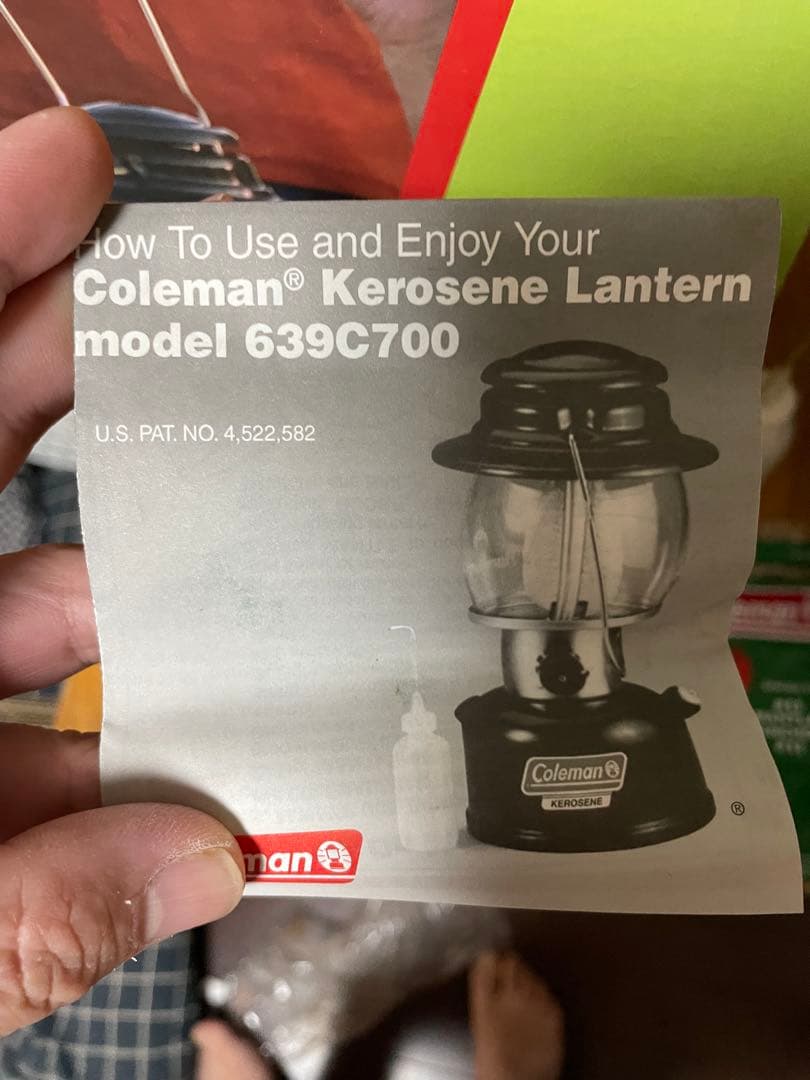 How To Use and Enjoy Your
Coleman® Kerosene Lantern
model 639C700
U.S. PAT. NO. 4,522,582
Coleman
KEROSENE
®
man